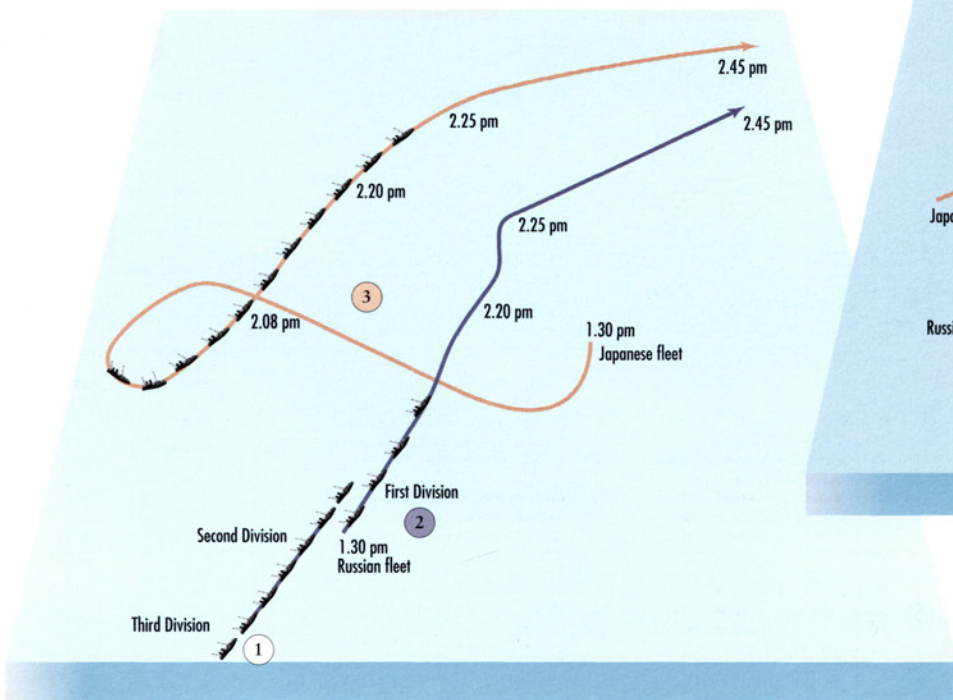 2.45 pm
2.25 pm
2.45 pm
2.20 pm
2.25 pm
3
2.08 pm
2.20 pm
1.30 pm
Japanese fleet
First Division
2
Second Division
1.30 pm
Russian fleet
Third Division
1